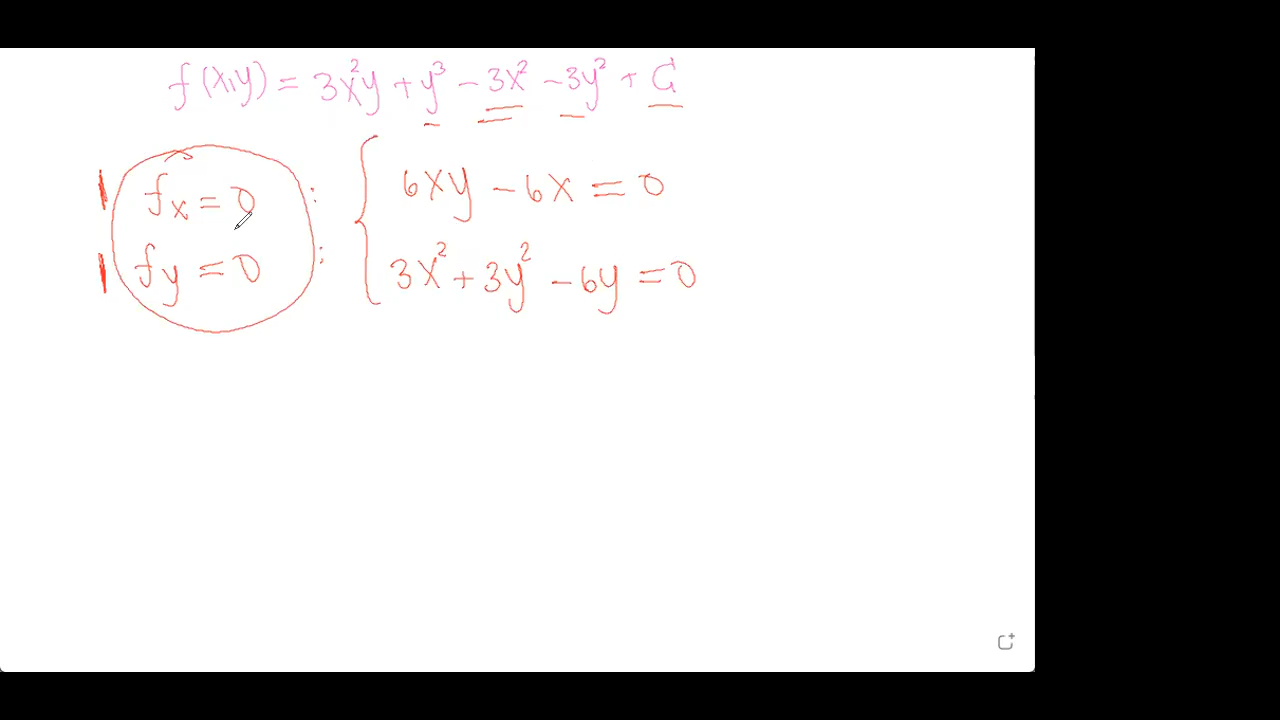 f(x,y) = 3x²y + y³ - 3x² - 3y² + C
fx = 0 : 6xy - 6x = 0
fy = 0 : 3x² + 3y² - 6y = 0